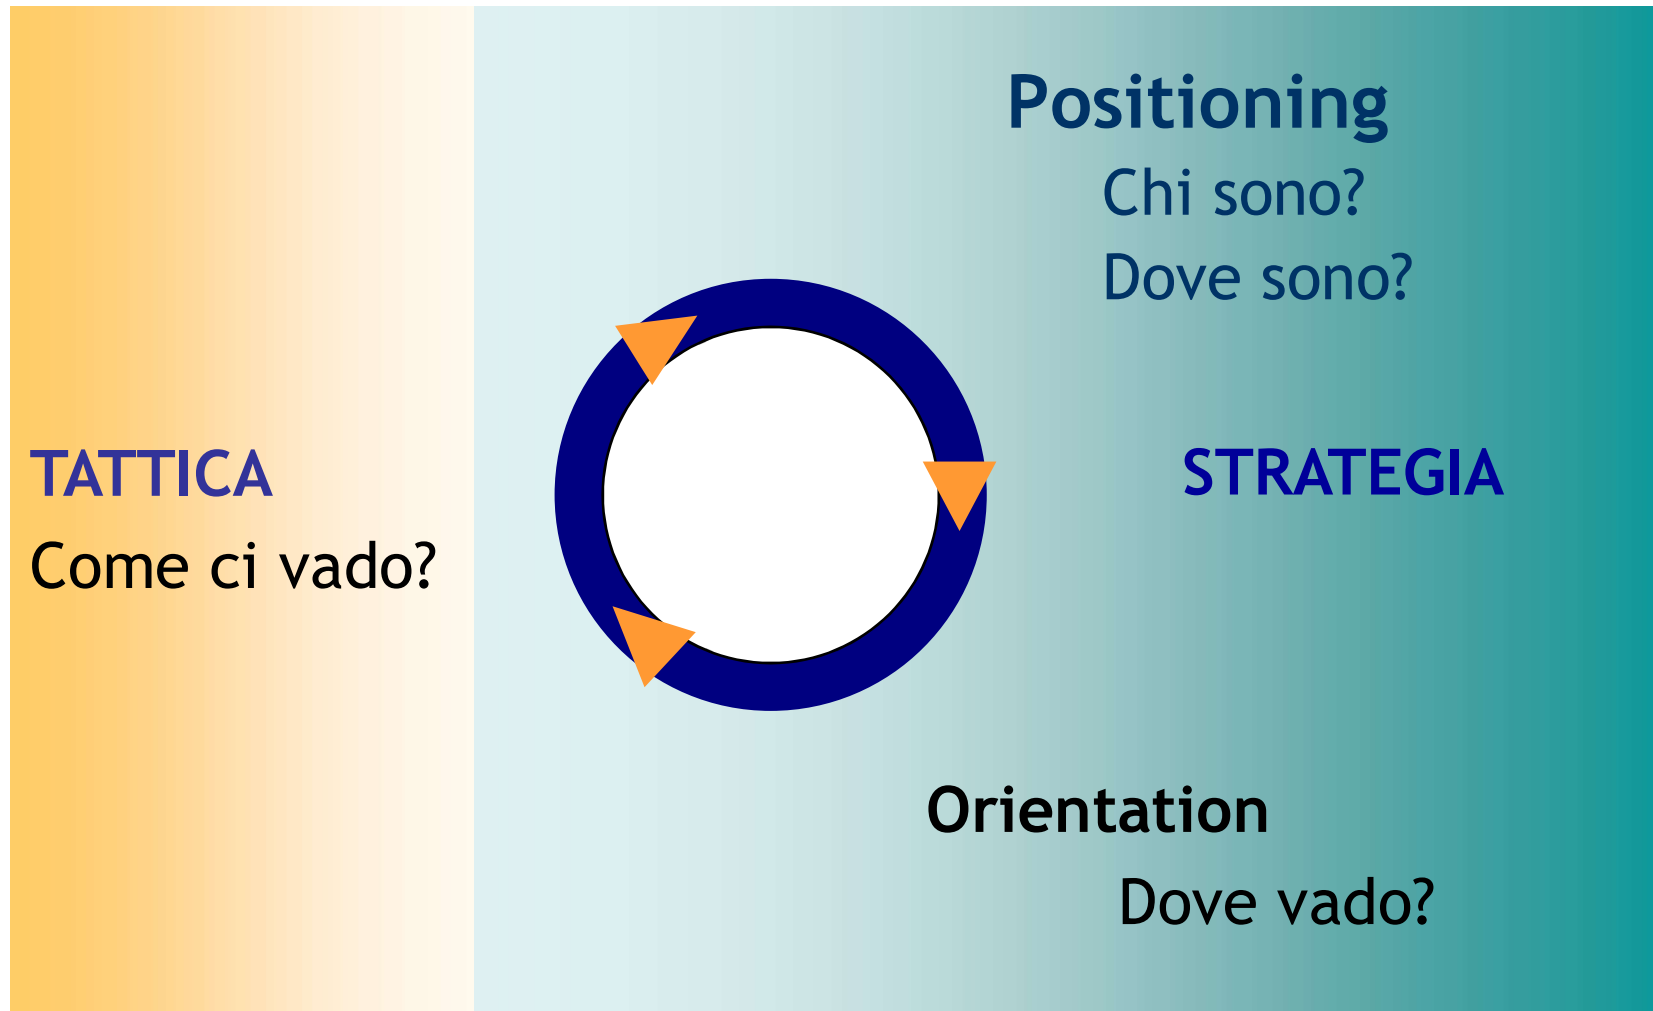 Positioning
Chi sono?
Dove sono?
TATTICA
Come ci vado?
STRATEGIA
Orientation
Dove vado?